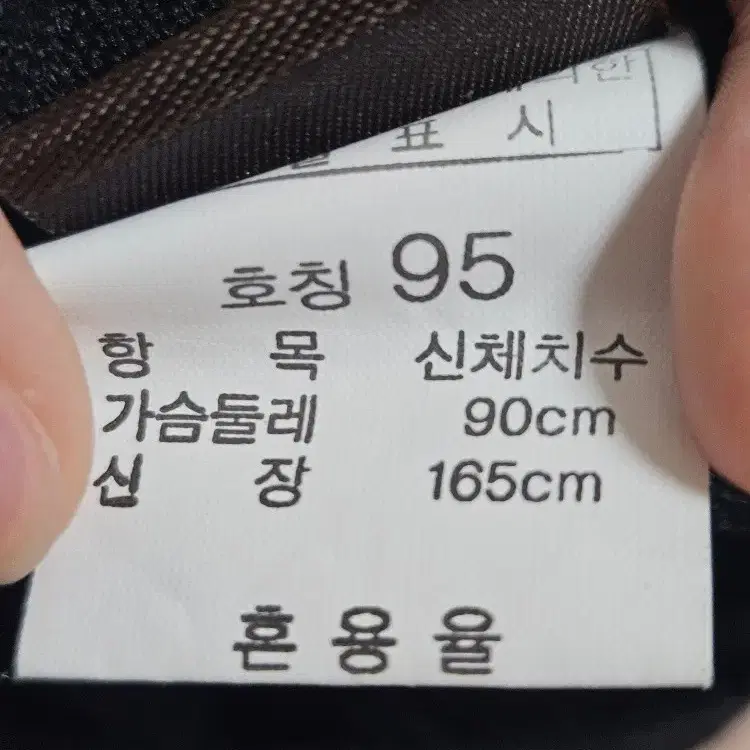 표 시
호칭 95
항 목 신체치수
가슴둘레 90cm
신 장 165cm
혼 용 율